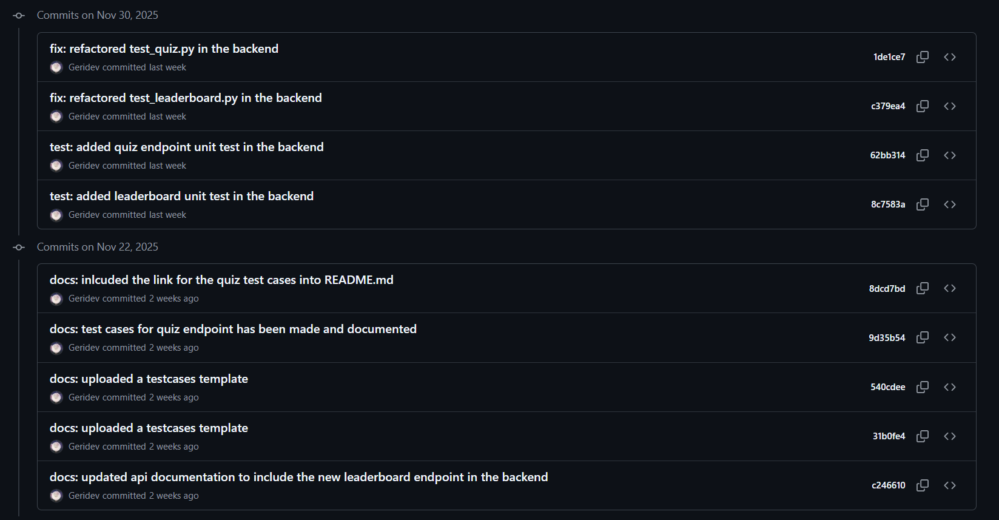 Commits on Nov 30, 2025
fix: refactored test_quiz.py in the backend
Geridev committed last week
1de1ce7
fix: refactored test_leaderboard.py in the backend
Geridev committed last week
c379ea4
test: added quiz endpoint unit test in the backend
Geridev committed last week
62bb314
test: added leaderboard unit test in the backend
Geridev committed last week
8c7583a
Commits on Nov 22, 2025
docs: inlcuded the link for the quiz test cases into README.md
Geridev committed 2 weeks ago
8dcd7bd
docs: test cases for quiz endpoint has been made and documented
Geridev committed 2 weeks ago
9d35b54
docs: uploaded a testcases template
Geridev committed 2 weeks ago
540cdee
docs: uploaded a testcases template
Geridev committed 2 weeks ago
31b0fe4
docs: updated api documentation to include the new leaderboard endpoint in the backend
Geridev committed 2 weeks ago
c246610